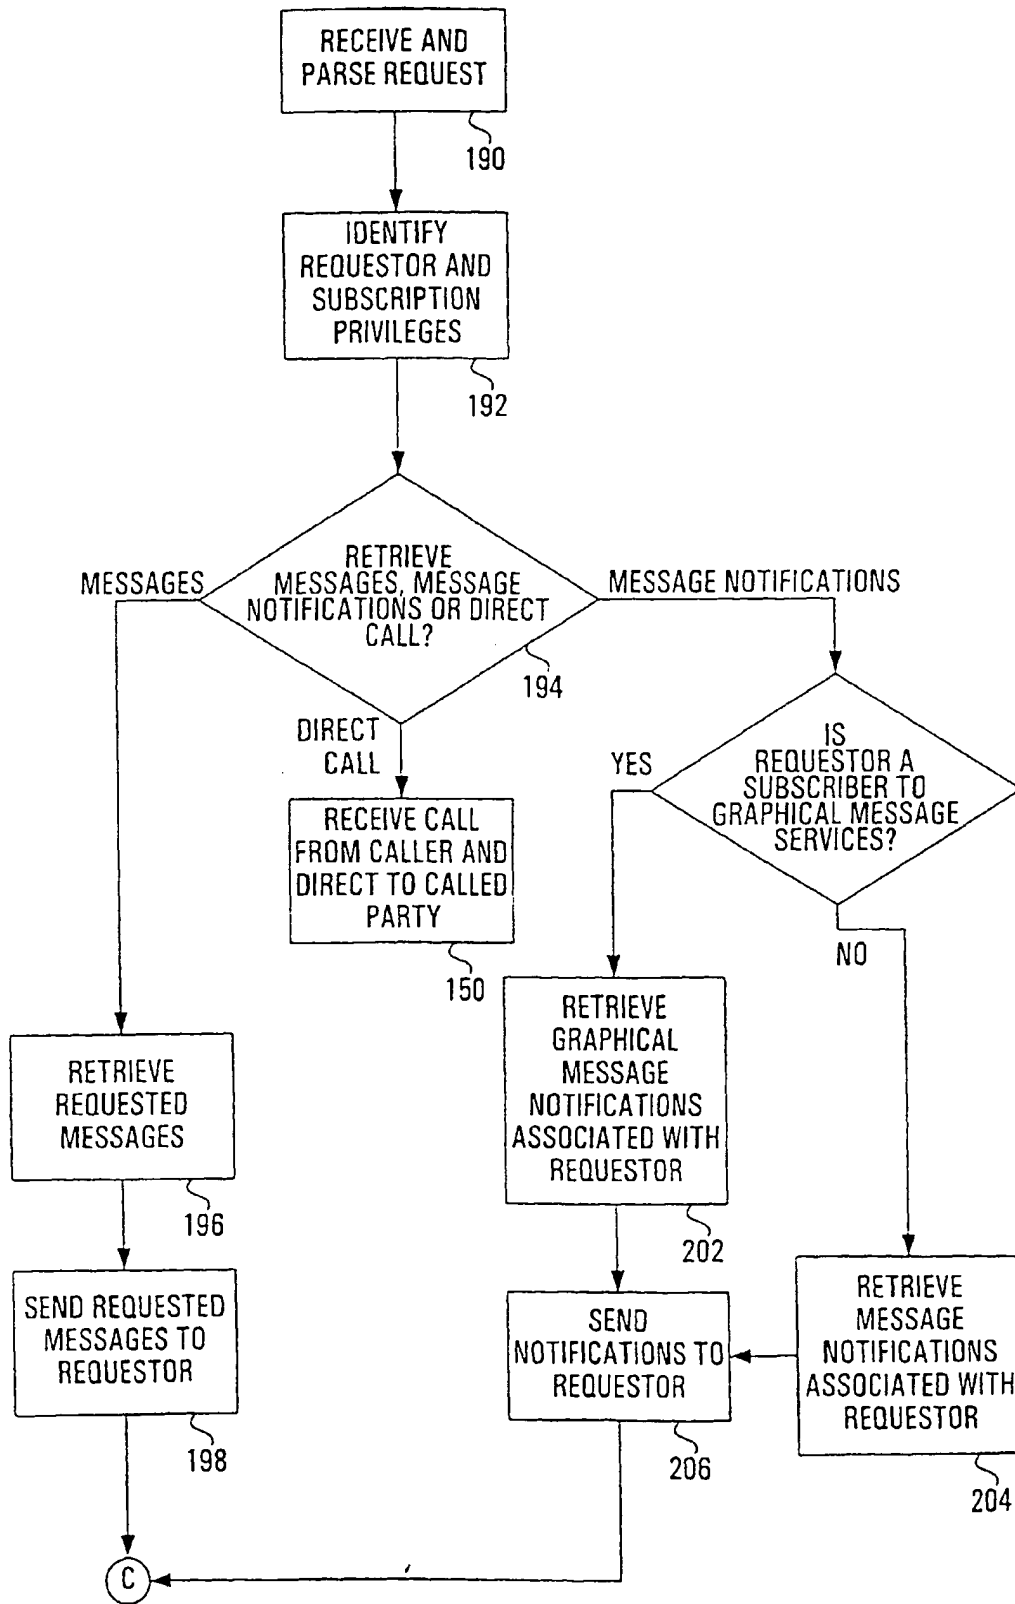 RECEIVE AND
PARSE REQUEST
190
IDENTIFY
REQUESTOR AND
SUBSCRIPTION
PRIVILEGES
192
RETRIEVE
MESSAGES, MESSAGE
NOTIFICATIONS OR DIRECT
CALL?
194
MESSAGES
MESSAGE NOTIFICATIONS
DIRECT
CALL
RECEIVE CALL
FROM CALLER AND
DIRECT TO CALLED
PARTY
150
IS
REQUESTOR A
SUBSCRIBER TO
GRAPHICAL MESSAGE
SERVICES?
YES
NO
RETRIEVE
REQUESTED
MESSAGES
196
SEND REQUESTED
MESSAGES TO
REQUESTOR
198
RETRIEVE
GRAPHICAL
MESSAGE
NOTIFICATIONS
ASSOCIATED WITH
REQUESTOR
202
SEND
NOTIFICATIONS TO
REQUESTOR
206
RETRIEVE
MESSAGE
NOTIFICATIONS
ASSOCIATED WITH
REQUESTOR
204
C